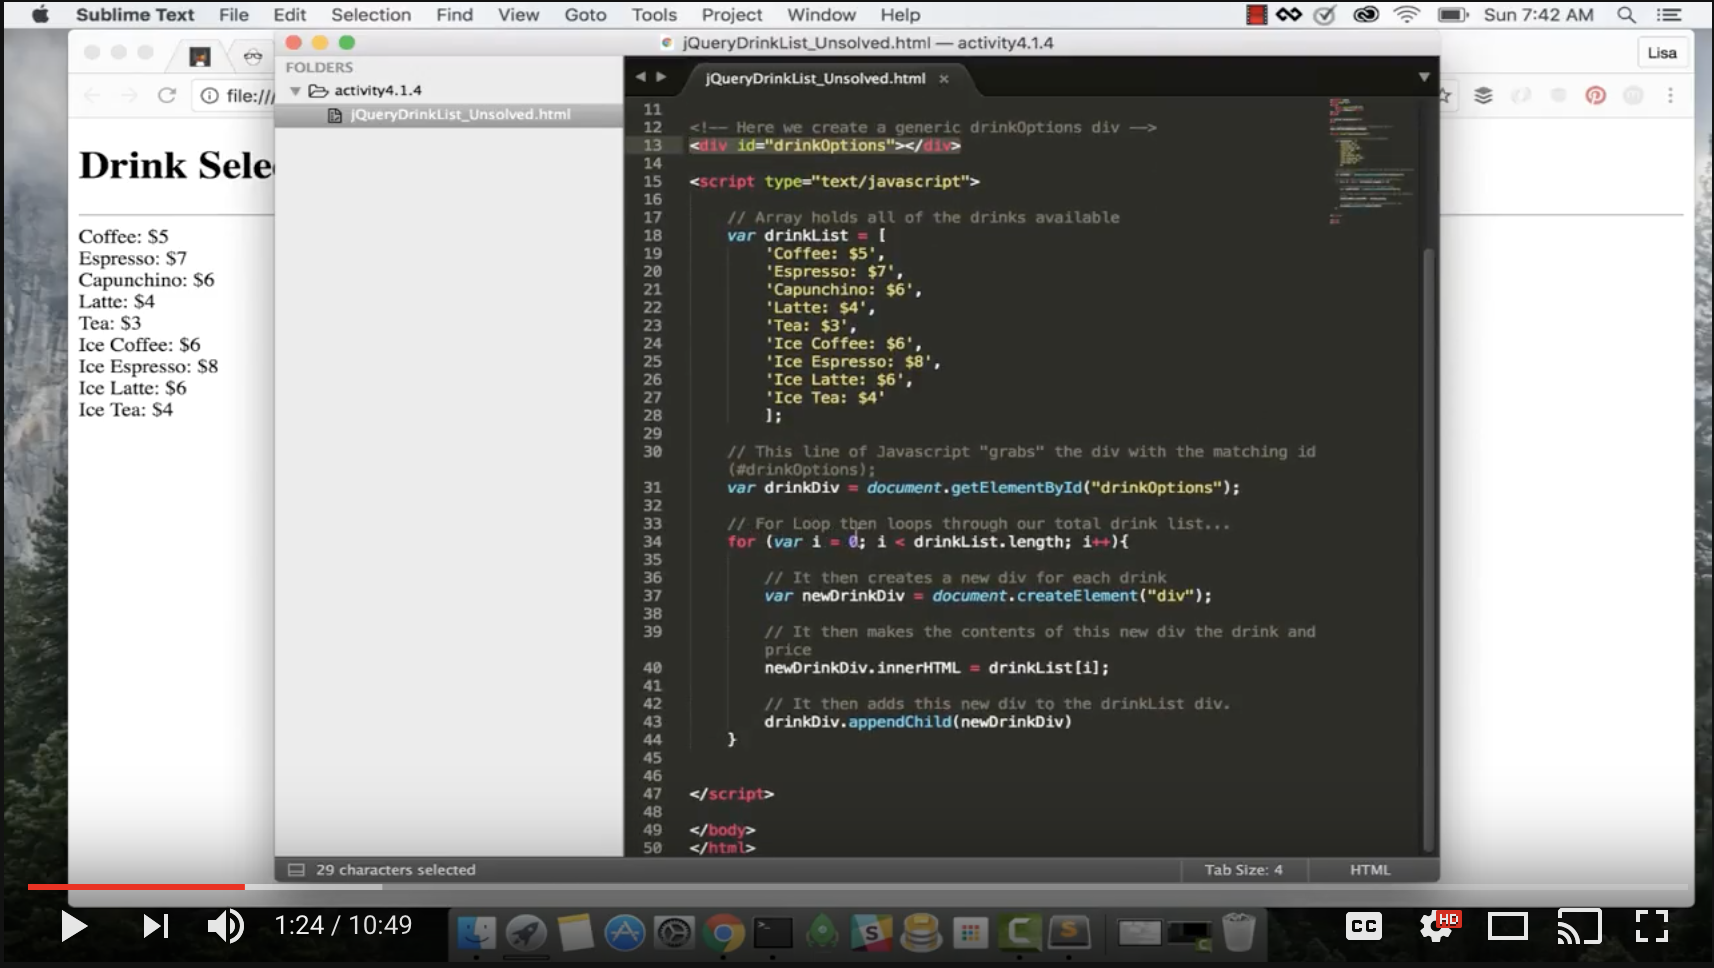 Sublime Text File Edit Selection Find View Goto Tools Project Window Help Sun 7:42 AM
jQueryDrinkList_Unsolved.html — activity4.1.4
Lisa
FOLDERS
activity4.1.4
jQueryDrinkList_Unsolved.html
jQueryDrinkList_Unsolved.html ×
file:///
Drink Sele
Coffee: $5
Espresso: $7
Capunchino: $6
Latte: $4
Tea: $3
Ice Coffee: $6
Ice Espresso: $8
Ice Latte: $6
Ice Tea: $4
11
12 <!-- Here we create a generic drinkOptions div -->
13 <div id="drinkOptions"></div>
14
15 <script type="text/javascript">
16
17 // Array holds all of the drinks available
18 var drinkList = [
19 'Coffee: $5',
20 'Espresso: $7',
21 'Capunchino: $6',
22 'Latte: $4',
23 'Tea: $3',
24 'Ice Coffee: $6',
25 'Ice Espresso: $8',
26 'Ice Latte: $6',
27 'Ice Tea: $4'
28 ];
29
30 // This line of Javascript "grabs" the div with the matching id
(#drinkOptions);
31 var drinkDiv = document.getElementById("drinkOptions");
32
33 // For Loop then loops through our total drink list...
34 for (var i = 0; i < drinkList.length; i++){
35
36 // It then creates a new div for each drink
37 var newDrinkDiv = document.createElement("div");
38
39 // It then makes the contents of this new div the drink and
price
40 newDrinkDiv.innerHTML = drinkList[i];
41
42 // It then adds this new div to the drinkList div.
43 drinkDiv.appendChild(newDrinkDiv)
44 }
45
46
47 </script>
48
49 </body>
50 </html>
29 characters selected Tab Size: 4 HTML
1:24 / 10:49 CC HD